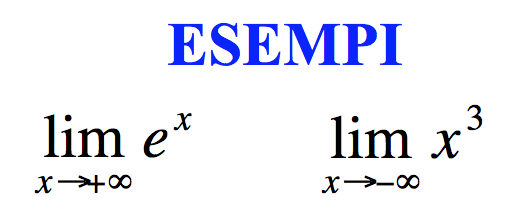 ESEMPI
lim e^x lim x^3
x→+∞ x→−∞